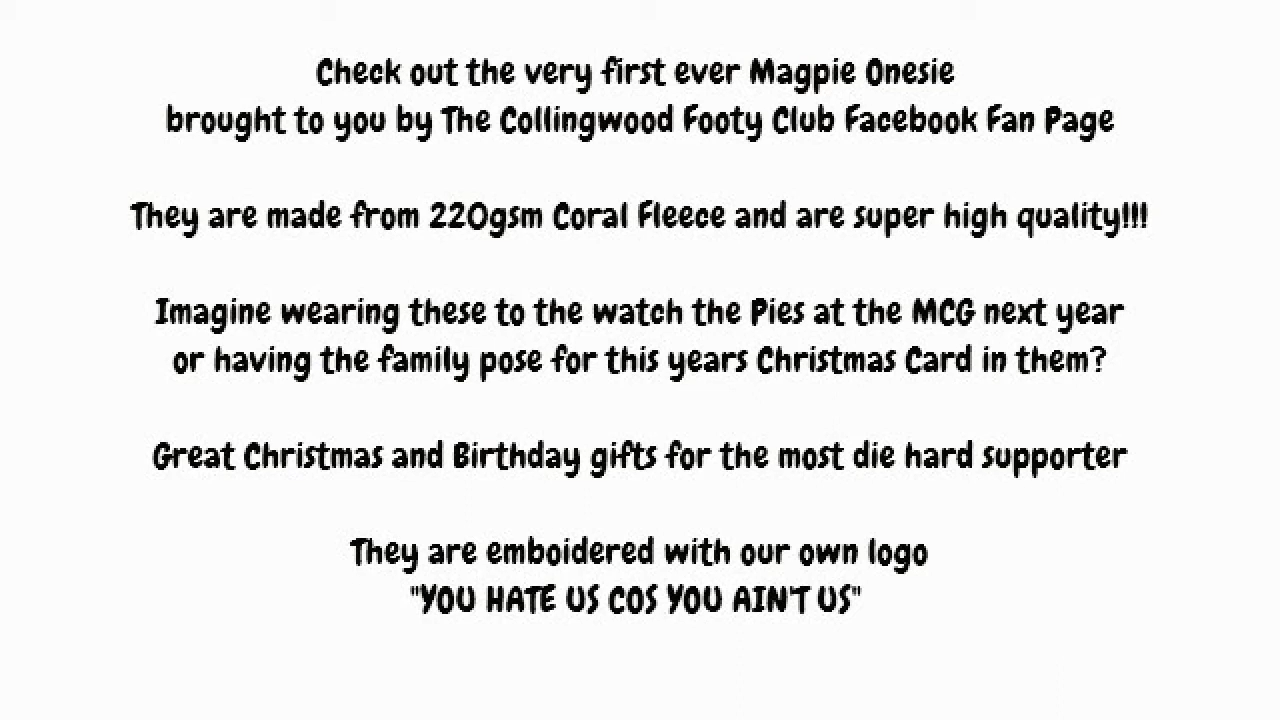 Check out the very first ever Magpie Onesie
brought to you by The Collingwood Footy Club Facebook Fan Page
They are made from 220gsm Coral Fleece and are super high quality!!!
Imagine wearing these to the watch the Pies at the MCG next year
or having the family pose for this years Christmas Card in them?
Great Christmas and Birthday gifts for the most die hard supporter
They are emboidered with our own logo
"YOU HATE US COS YOU AIN'T US"